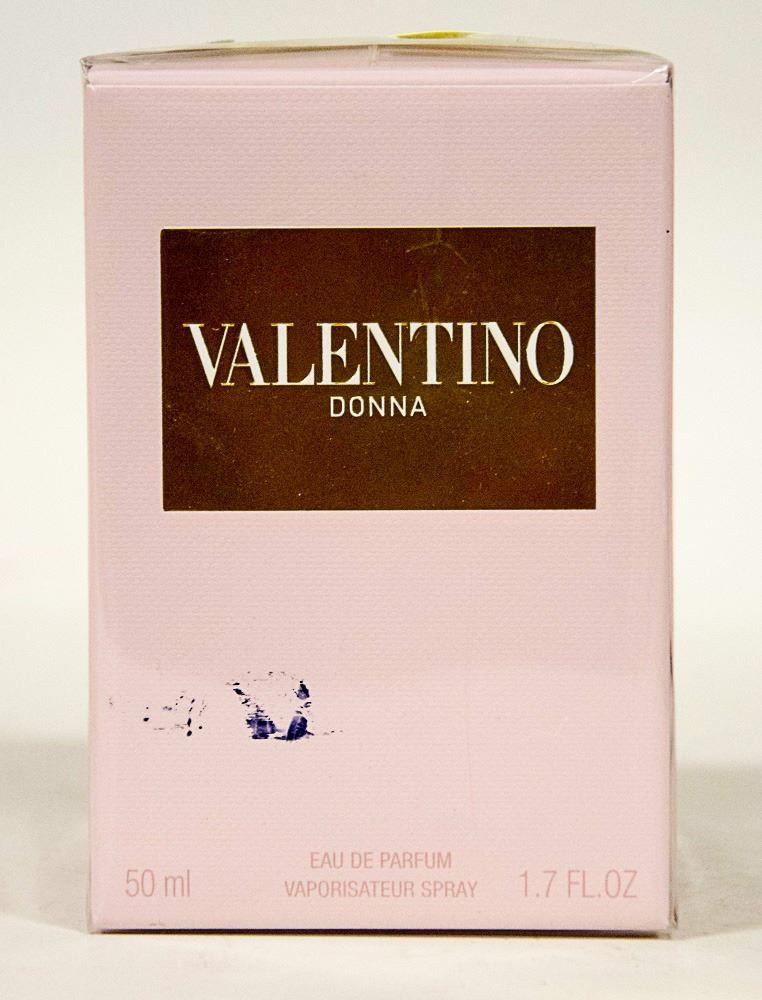 VALENTINO
DONNA
EAU DE PARFUM
50 ml VAPORISATEUR SPRAY 1.7 FL.OZ